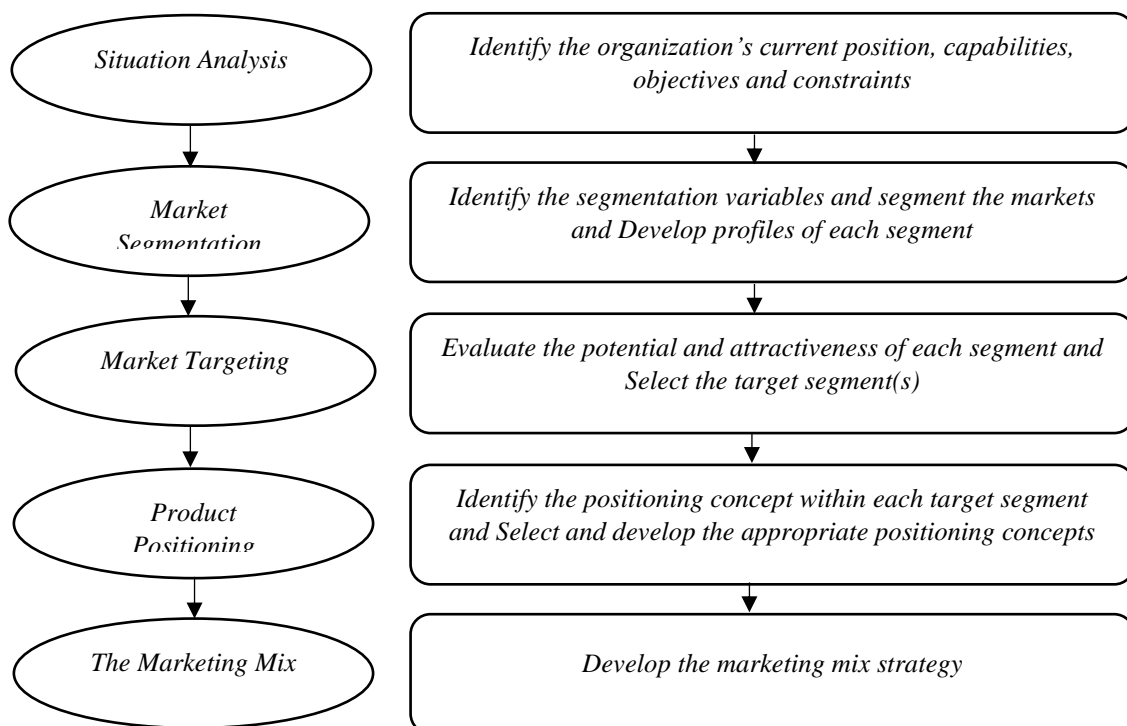 Situation Analysis
Identify the organization’s current position, capabilities,
objectives and constraints
Market
Segmentation
Identify the segmentation variables and segment the markets
and Develop profiles of each segment
Market Targeting
Evaluate the potential and attractiveness of each segment and
Select the target segment(s)
Product
Positioning
Identify the positioning concept within each target segment
and Select and develop the appropriate positioning concepts
The Marketing Mix
Develop the marketing mix strategy